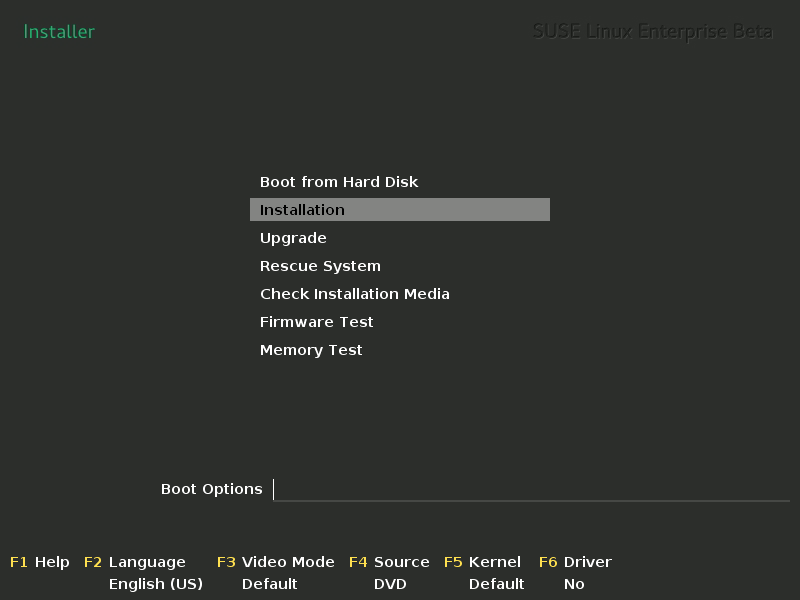 Installer
SUSE Linux Enterprise Beta
Boot from Hard Disk
Installation
Upgrade
Rescue System
Check Installation Media
Firmware Test
Memory Test
Boot Options
F1 Help F2 Language F3 Video Mode F4 Source F5 Kernel F6 Driver
English (US) Default DVD Default No